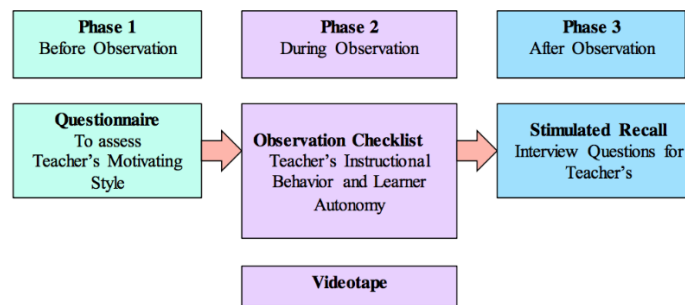 Phase 1
Before Observation
Phase 2
During Observation
Phase 3
After Observation
Questionnaire
To assess
Teacher's Motivating
Style
Observation Checklist
Teacher's Instructional
Behavior and Learner
Autonomy
Stimulated Recall
Interview Questions for
Teacher's
Videotape